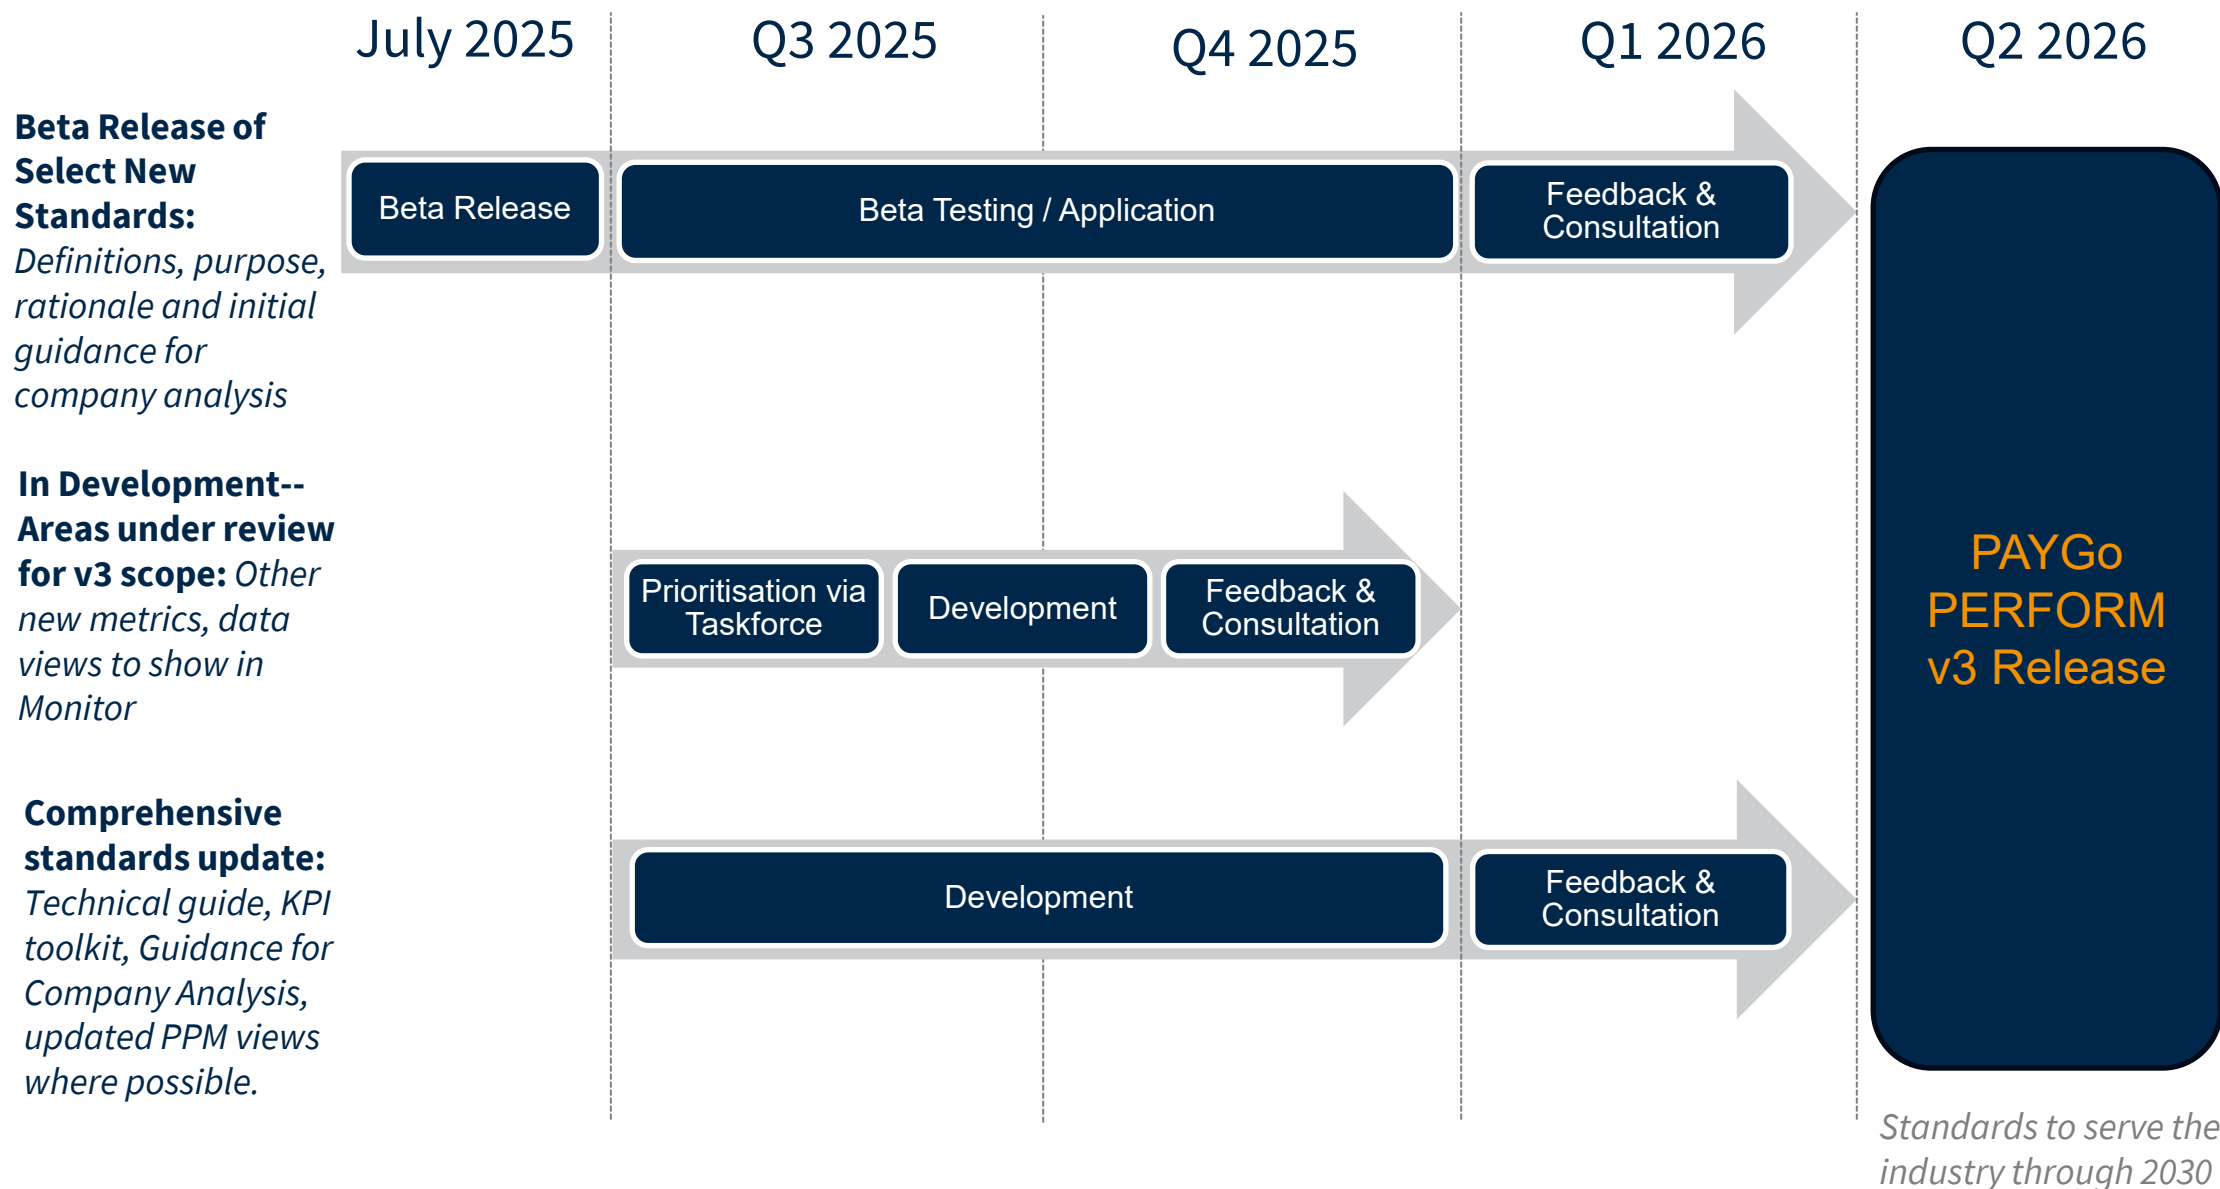 July 2025
Q3 2025
Q4 2025
Q1 2026
Q2 2026
Beta Release of
Select New
Standards:
Definitions, purpose,
rationale and initial
guidance for
company analysis
Beta Release
Beta Testing / Application
Feedback &
Consultation
In Development--
Areas under review
for v3 scope: Other
new metrics, data
views to show in
Monitor
Prioritisation via
Taskforce
Development
Feedback &
Consultation
Comprehensive
standards update:
Technical guide, KPI
toolkit, Guidance for
Company Analysis,
updated PPM views
where possible.
Development
Feedback &
Consultation
PAYGo
PERFORM
v3 Release
Standards to serve the
industry through 2030